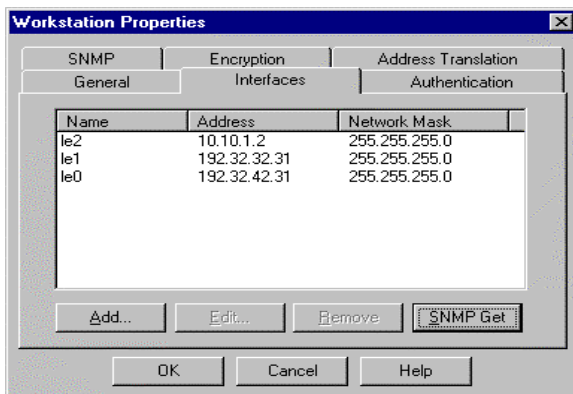 Workstation Properties
SNMP Encryption Address Translation
General Interfaces Authentication
Name Address Network Mask
le2 10.10.1.2 255.255.255.0
le1 192.32.32.31 255.255.255.0
le0 192.32.42.31 255.255.255.0
Add... Edit... Remove SNMP Get
OK Cancel Help